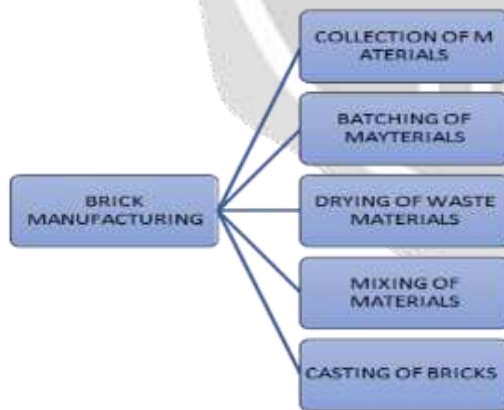 COLLECTION OF M
ATERIALS
BATCHING OF
MAYTERIALS
BRICK
MANUFACTURING
DRYING OF WASTE
MATERIALS
MIXING OF
MATERIALS
CASTING OF BRICKS